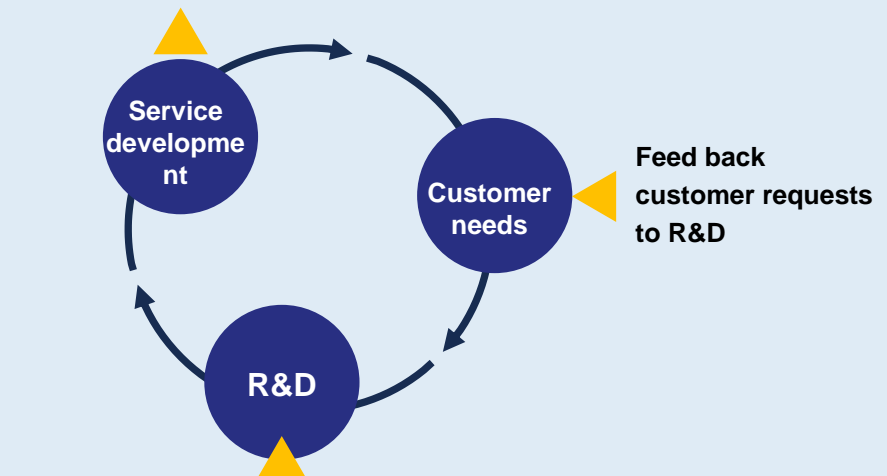 Service
developme
nt
Customer
needs
Feed back
customer requests
to R&D
R&D